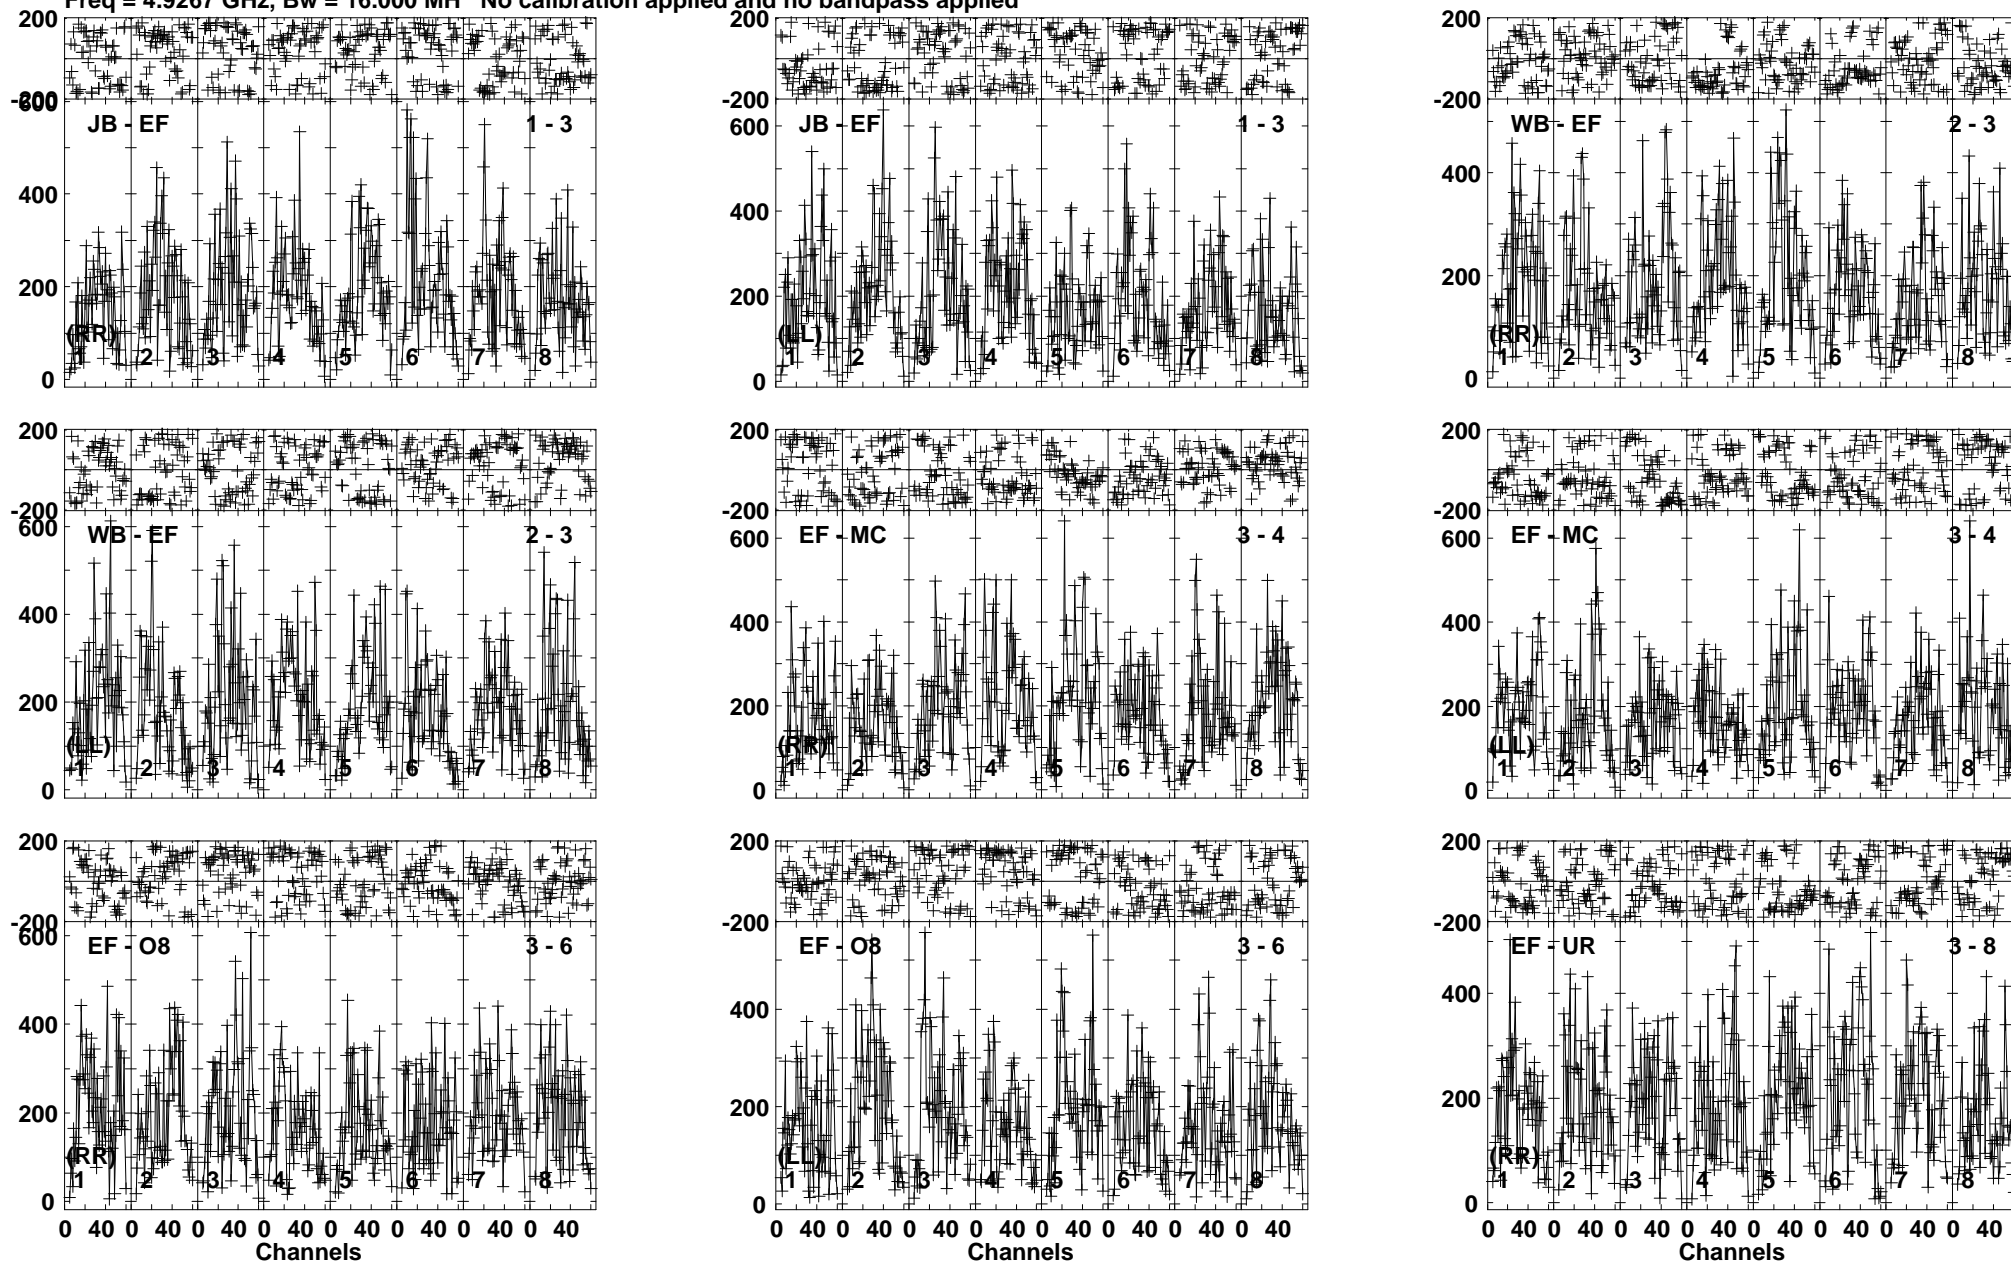 Freq = 4.9267 GHz, Bw = 16.000 MH No calibration applied and no bandpass applied
200 200 200
-200 -200 -200
600
JB - EF 1 - 3 JB - EF 1 - 3 WB - EF 2 - 3
600
400 400 400
200 200 200
(RR) (LL) (RR)
1 2 3 4 5 6 7 8 1 2 3 4 5 6 7 8 1 2 3 4 5 6 7 8
0 0 0
200 200 200
-200 -200 -200
WB - EF 2 - 3 EF - MC 3 - 4 EF - MC 3 - 4
600 600 600
400 400 400
200 200 200
(LL) (RR) (LL)
1 2 3 4 5 6 7 8 1 2 3 4 5 6 7 8 1 2 3 4 5 6 7 8
0 0 0
200 200 200
-200 -200 -200
600
EF - O8 3 - 6 EF - O8 3 - 6 EF - UR 3 - 8
400 400 400
200 200 200
(RR) (LL) (RR)
1 2 3 4 5 6 7 8 1 2 3 4 5 6 7 8 1 2 3 4 5 6 7 8
0 0 0
0 40 0 40 0 40 0 40 0 40 0 40 0 40 0 40 0 40 0 40 0 40 0 40 0 40 0 40 0 40 0 40 0 40 0 40 0 40 0 40 0 40 0 40 0 40 0 40
Channels Channels Channels